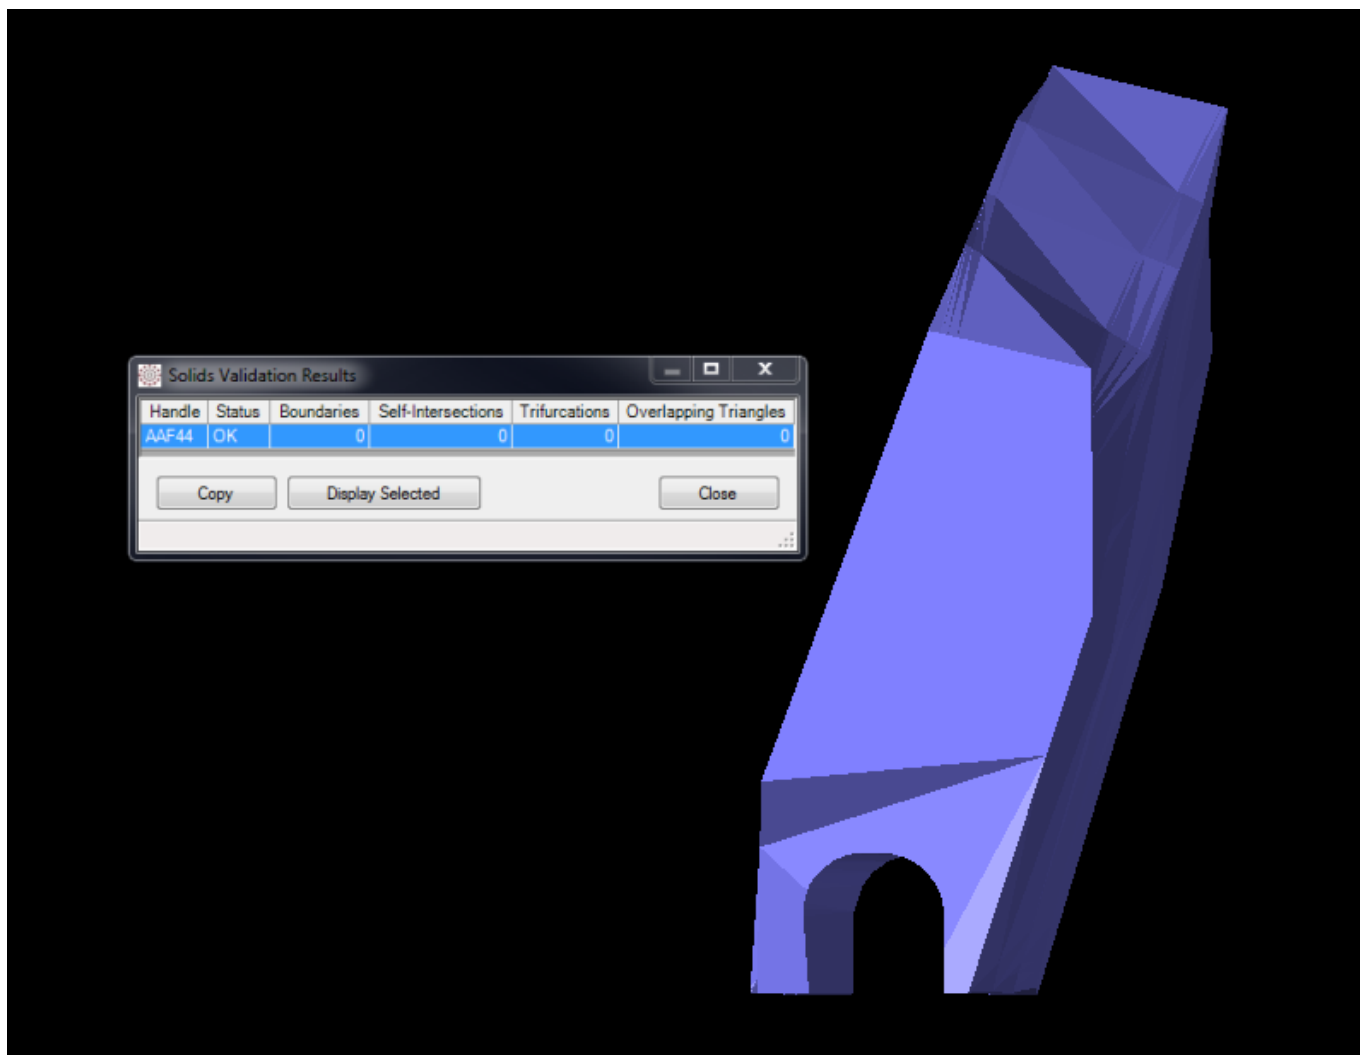 Solids Validation Results
Handle Status Boundaries Self-Intersections Trifurcations Overlapping Triangles
AAF44 OK 0 0 0 0
Copy Display Selected Close